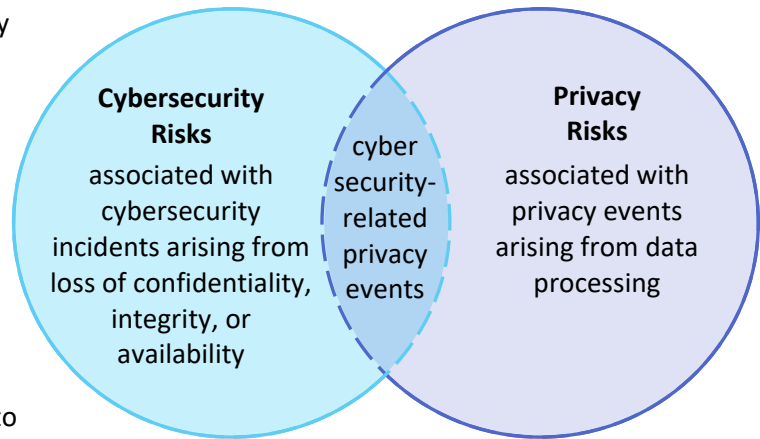 y
Cybersecurity
Risks
associated with
cybersecurity
incidents arising from
loss of confidentiality,
integrity, or
availability
cyber
security-
related
privacy
events
Privacy
Risks
associated with
privacy events
arising from data
processing
to